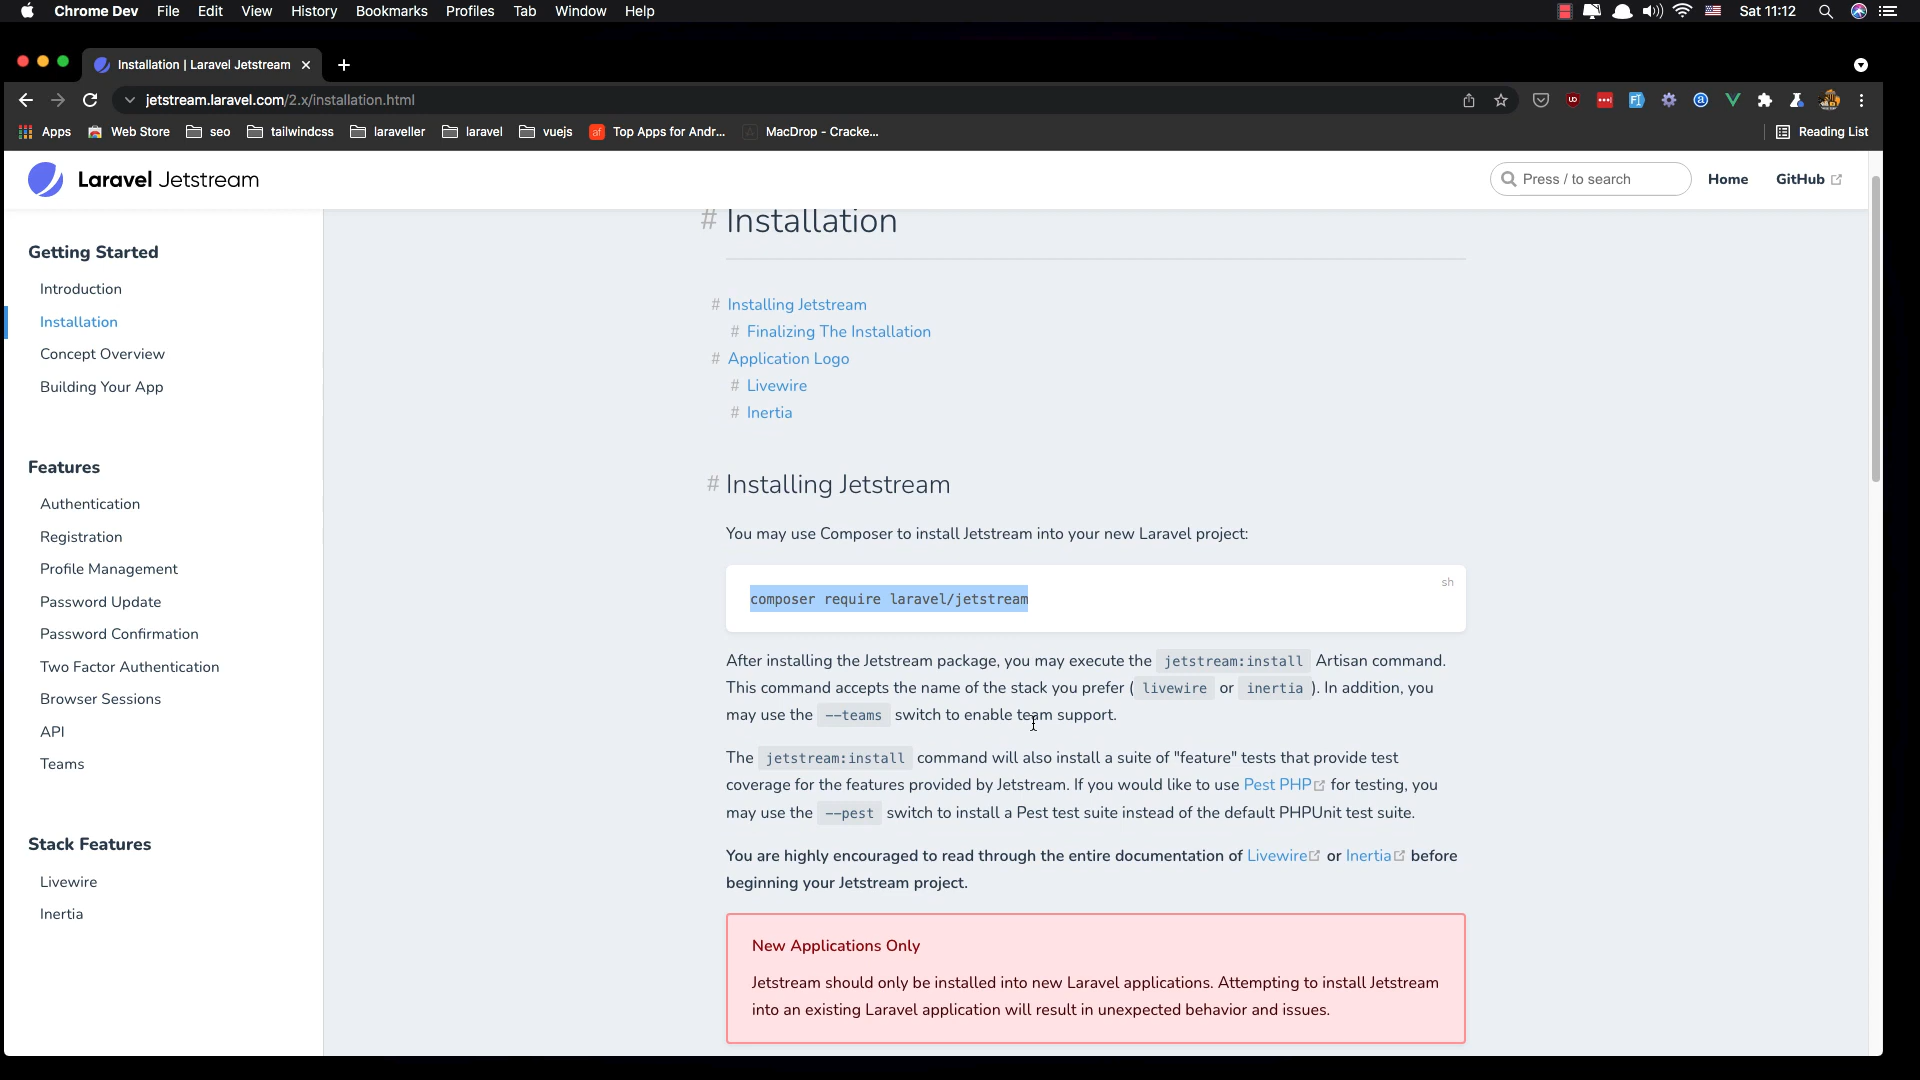 Chrome Dev File Edit View History Bookmarks Profiles Tab Window Help Sat 11:12
Installation | Laravel Jetstream
jetstream.laravel.com/2.x/installation.html
Apps Web Store seo tailwindcss laraveller laravel vuejs Top Apps for Andr... MacDrop - Cracke... Reading List
Laravel Jetstream
Press / to search Home GitHub
Getting Started
Introduction
Installation
Concept Overview
Building Your App
Features
Authentication
Registration
Profile Management
Password Update
Password Confirmation
Two Factor Authentication
Browser Sessions
API
Teams
Stack Features
Livewire
Inertia
# Installation
# Installing Jetstream
# Finalizing The Installation
# Application Logo
# Livewire
# Inertia
# Installing Jetstream
You may use Composer to install Jetstream into your new Laravel project:
sh
composer require laravel/jetstream
After installing the Jetstream package, you may execute the jetstream:install Artisan command.
This command accepts the name of the stack you prefer ( livewire or inertia ). In addition, you
may use the --teams switch to enable team support.
The jetstream:install command will also install a suite of "feature" tests that provide test
coverage for the features provided by Jetstream. If you would like to use Pest PHP for testing, you
may use the --pest switch to install a Pest test suite instead of the default PHPUnit test suite.
You are highly encouraged to read through the entire documentation of Livewire or Inertia before
beginning your Jetstream project.
New Applications Only
Jetstream should only be installed into new Laravel applications. Attempting to install Jetstream
into an existing Laravel application will result in unexpected behavior and issues.